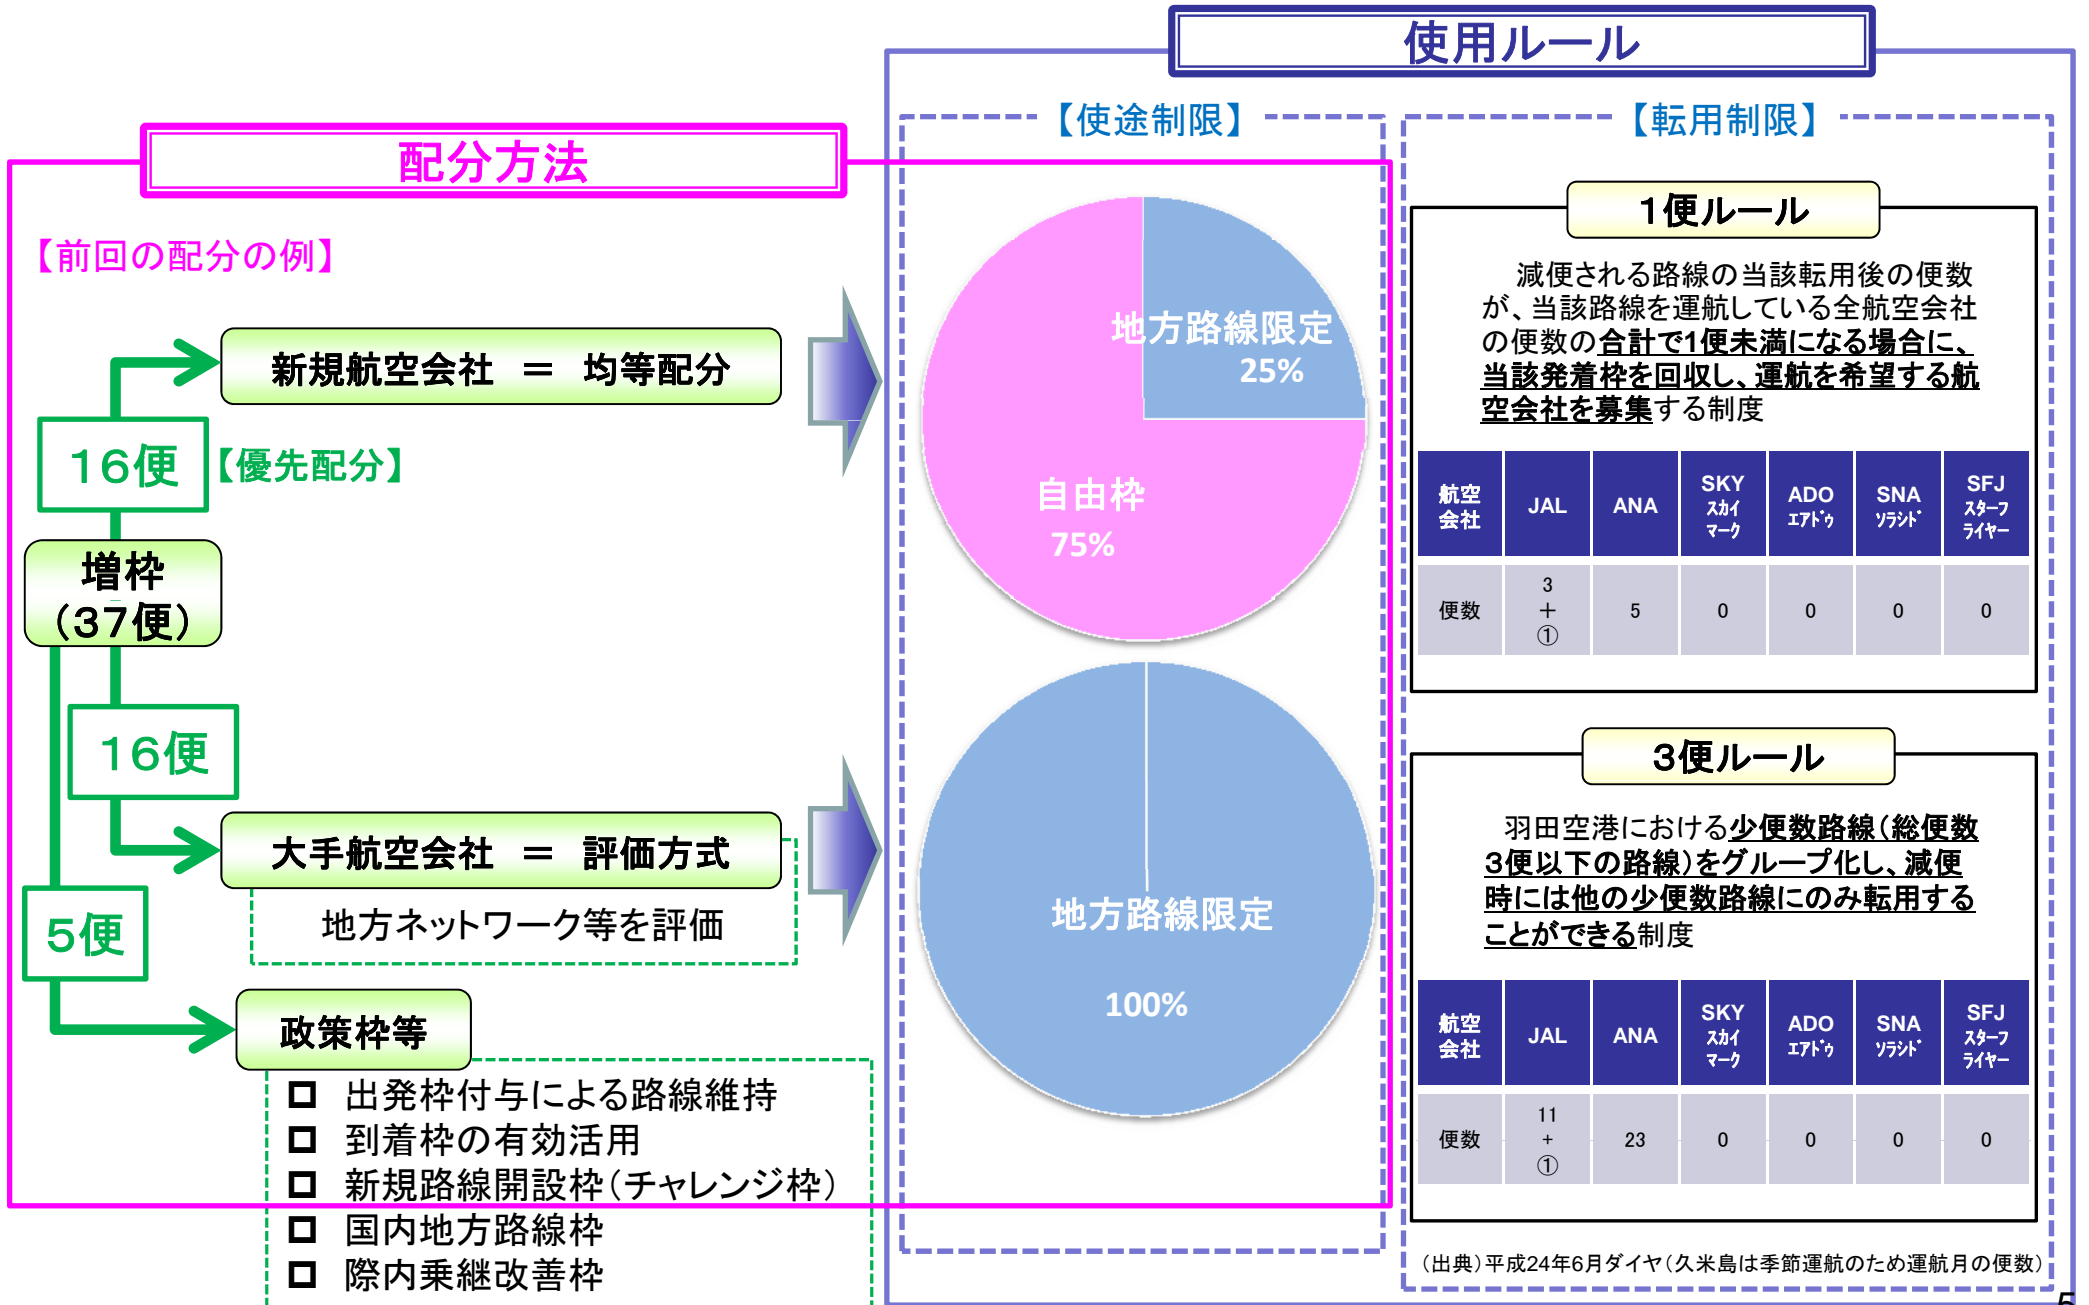 使用ルール
配分方法
【前回の配分の例】
新規航空会社 ＝ 均等配分
16便
【優先配分】
増枠
（37便）
16便
大手航空会社 ＝ 評価方式
地方ネットワーク等を評価
5便
政策枠等
出発枠付与による路線維持
到着枠の有効活用
新規路線開設枠（チャレンジ枠）
国内地方路線枠
際内乗継改善枠
【使途制限】
地方路線限定
25%
自由枠
75%
地方路線限定
100%
【転用制限】
1便ルール
減便される路線の当該転用後の便数
が、当該路線を運航している全航空会社
の便数の合計で1便未満になる場合に、
当該発着枠を回収し、運航を希望する航
空会社を募集する制度
航空会社 JAL ANA SKY スカイマーク ADO エアドゥ SNA ソラシド SFJ スターフライヤー
便数 3＋① 5 0 0 0 0
3便ルール
羽田空港における少便数路線（総便数
3便以下の路線）をグループ化し、減便
時には他の少便数路線にのみ転用する
ことができる制度
航空会社 JAL ANA SKY スカイマーク ADO エアドゥ SNA ソラシド SFJ スターフライヤー
便数 11+① 23 0 0 0 0
（出典）平成24年6月ダイヤ（久米島は季節運航のため運航月の便数）
5